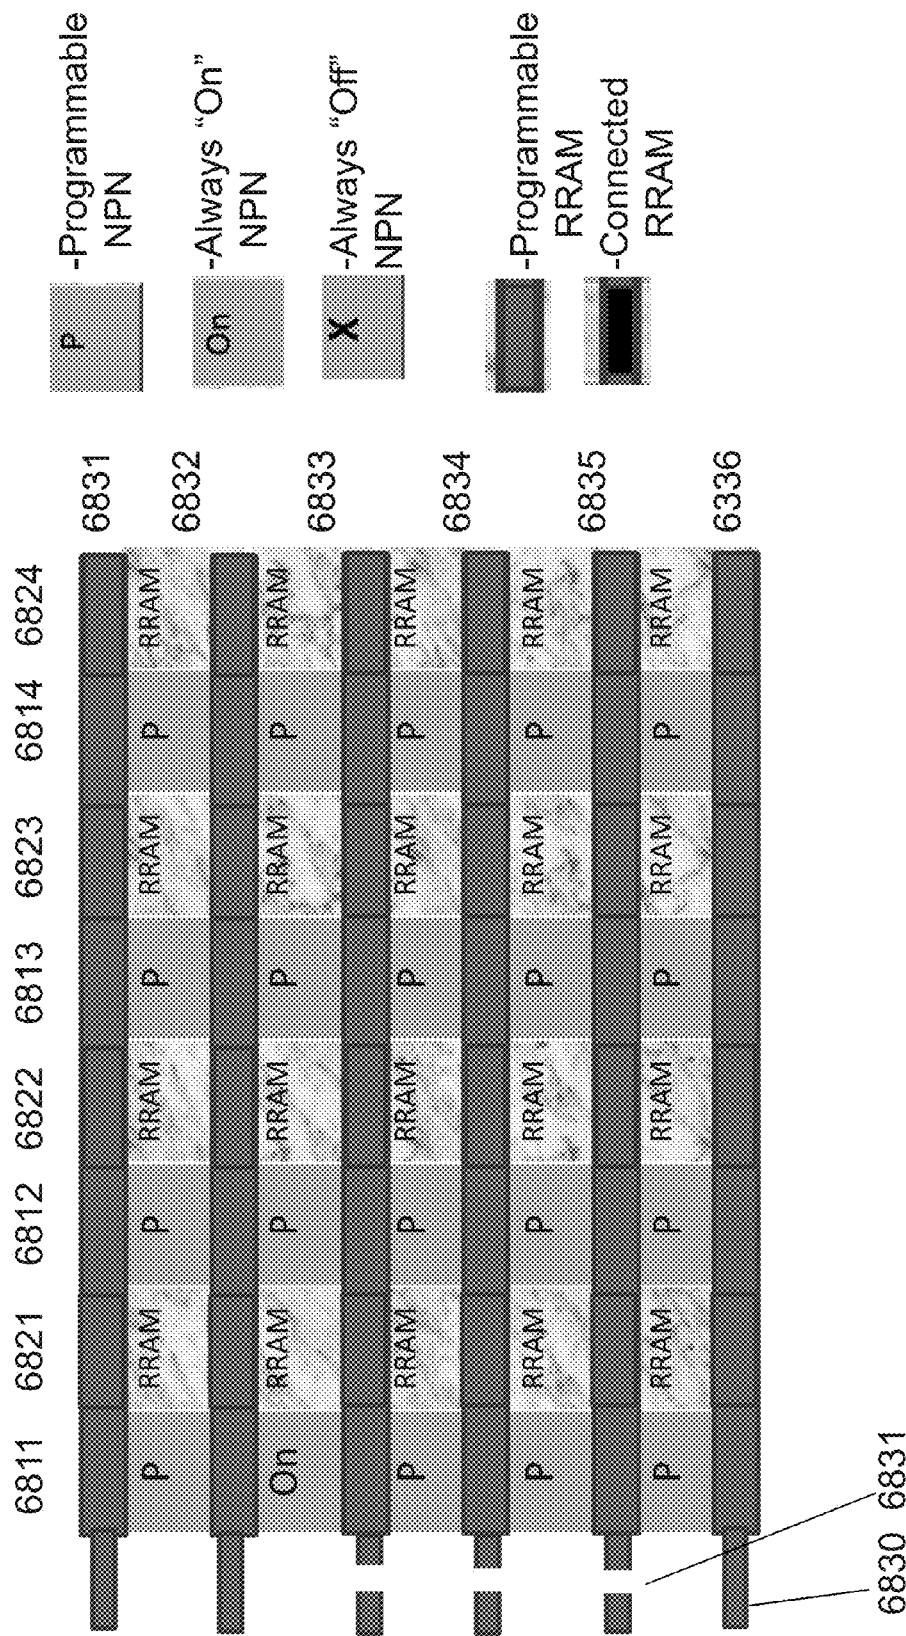 6811 6821 6812 6822 6813 6823 6814 6824
6831
P RRAM P RRAM P RRAM P RRAM
6832
On RRAM P RRAM P RRAM P RRAM
6833
P RRAM P RRAM P RRAM P RRAM
6834
P RRAM P RRAM P RRAM P RRAM
6835
P RRAM P RRAM P RRAM P RRAM
6336
6830 6831
P -Programmable
NPN
On -Always “On”
NPN
X -Always “Off”
NPN
-Programmable
RRAM
-Connected
RRAM